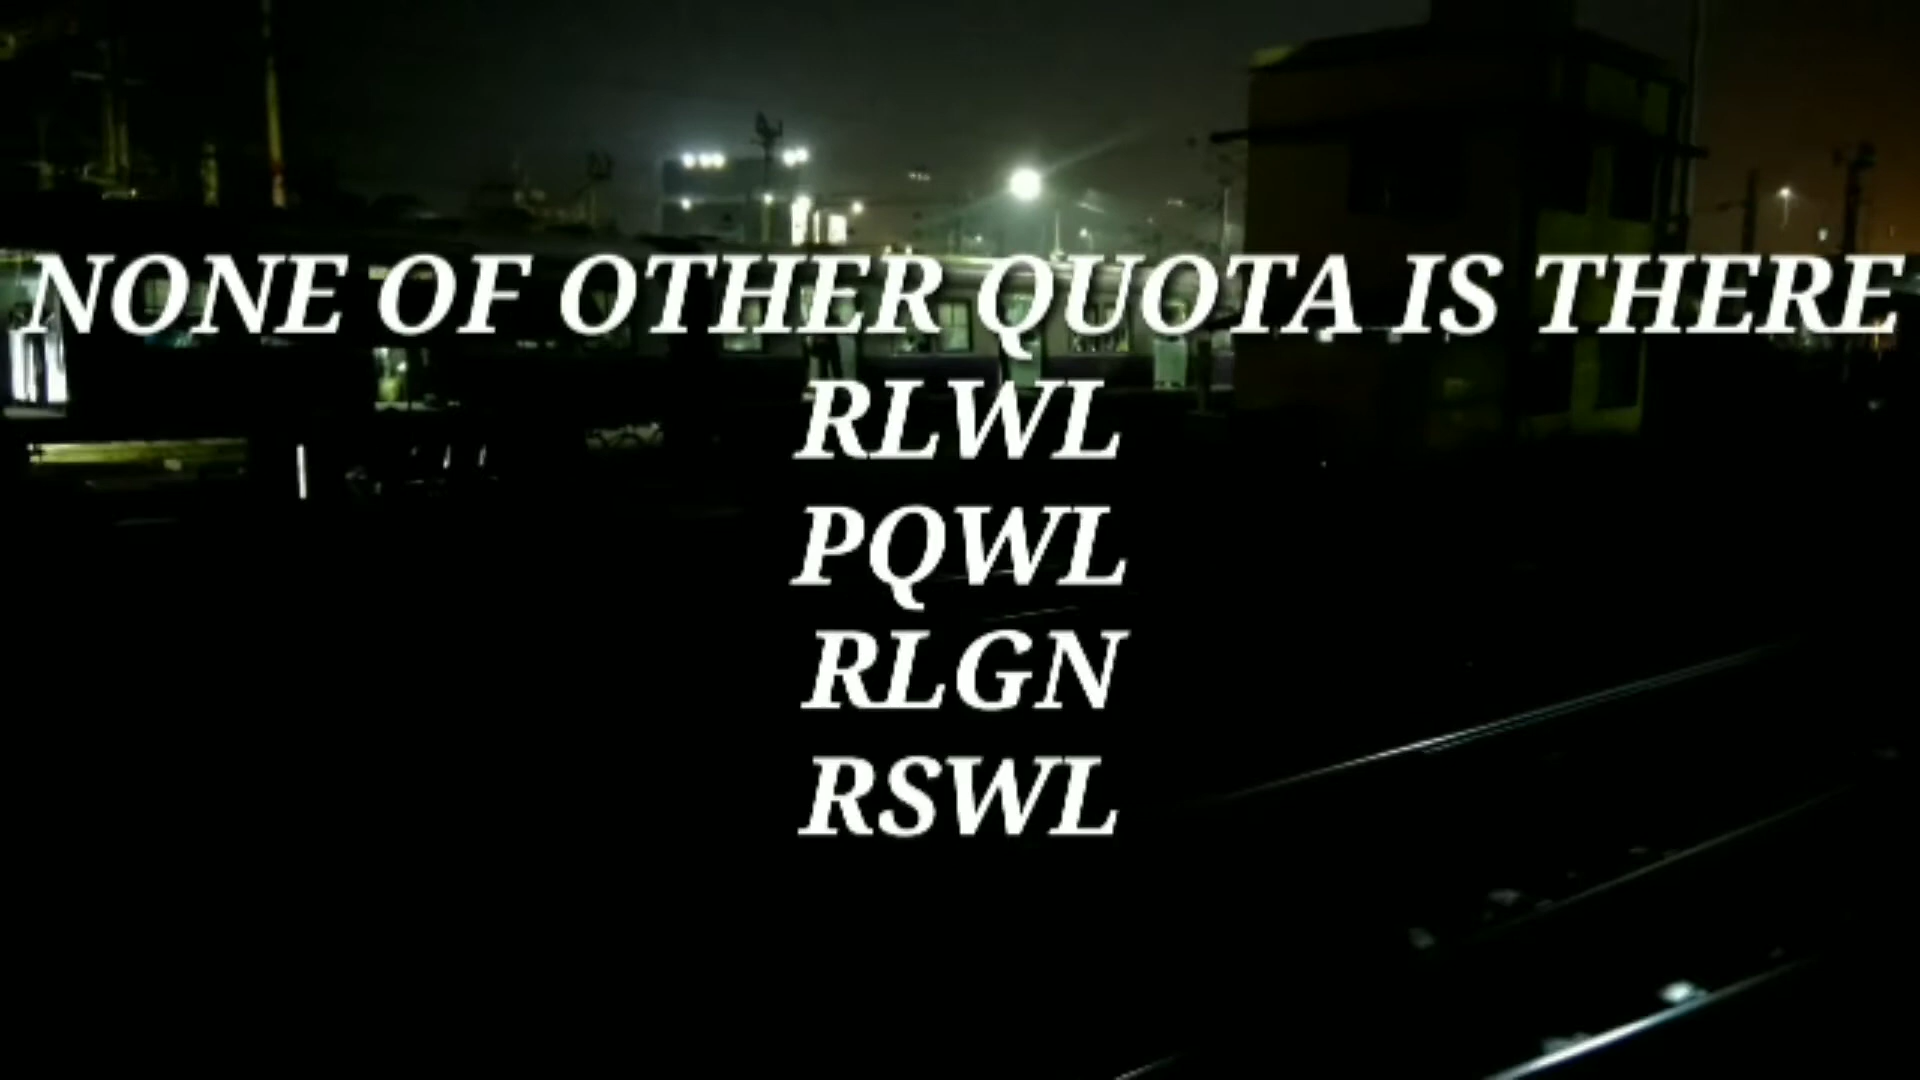 NONE OF OTHER QUOTA IS THERE
RLWL
PQWL
RLGN
RSWL